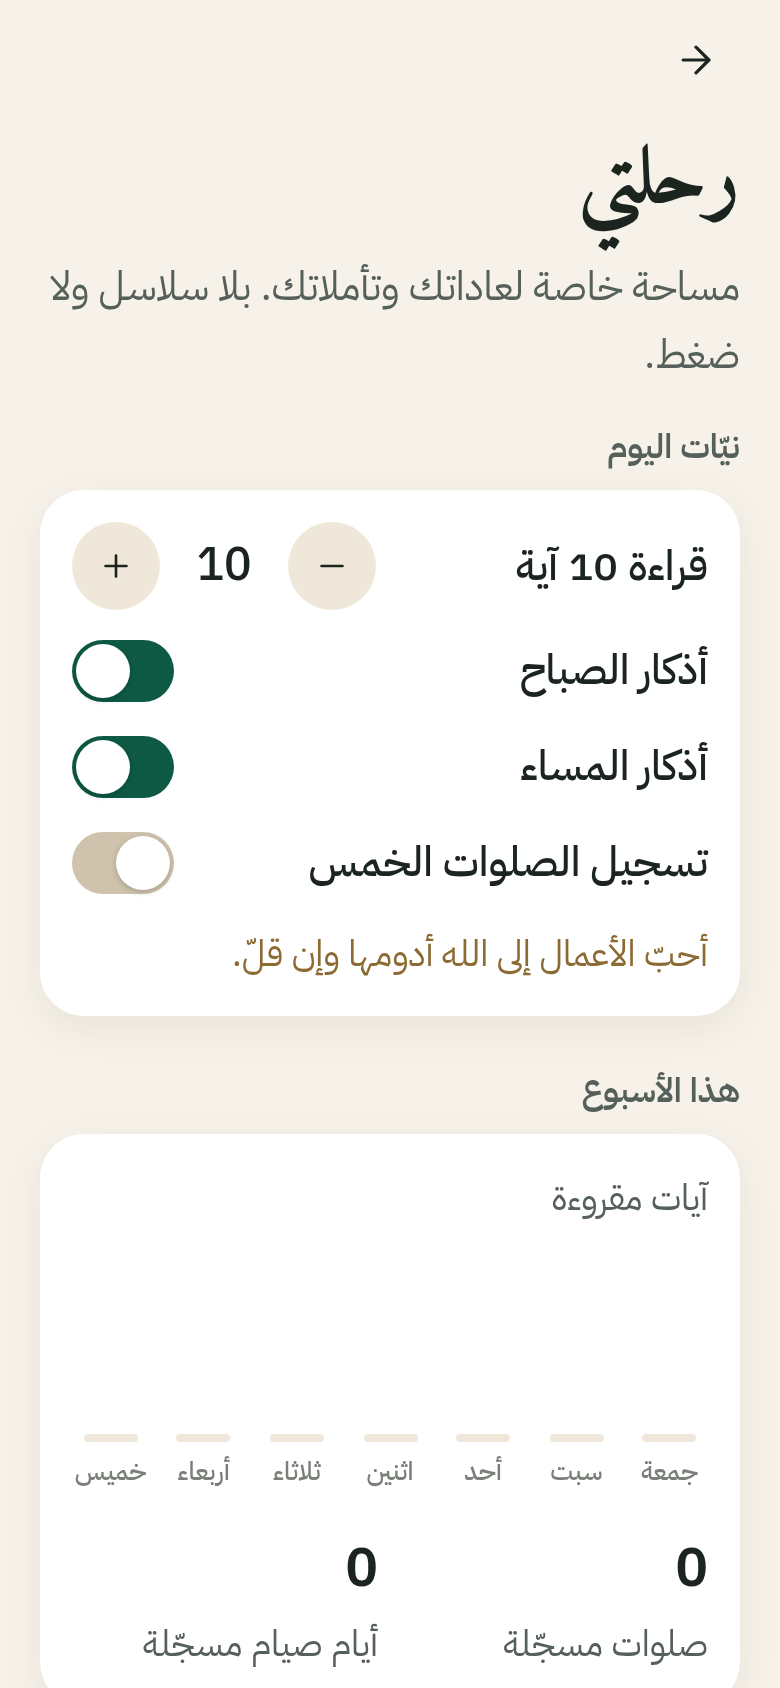 رحلتي
مساحة خاصة لعاداتك وتأملاتك. بلا سلاسل ولا
ضغط.
نيّات اليوم
قراءة 10 آية − 10 +
أذكار الصباح
أذكار المساء
تسجيل الصلوات الخمس
أحبّ الأعمال إلى الله أدومها وإن قلّ.
هذا الأسبوع
آيات مقروءة
جمعة سبت أحد اثنين ثلاثاء أربعاء خميس
0 0
صلوات مسجّلة أيام صيام مسجّلة